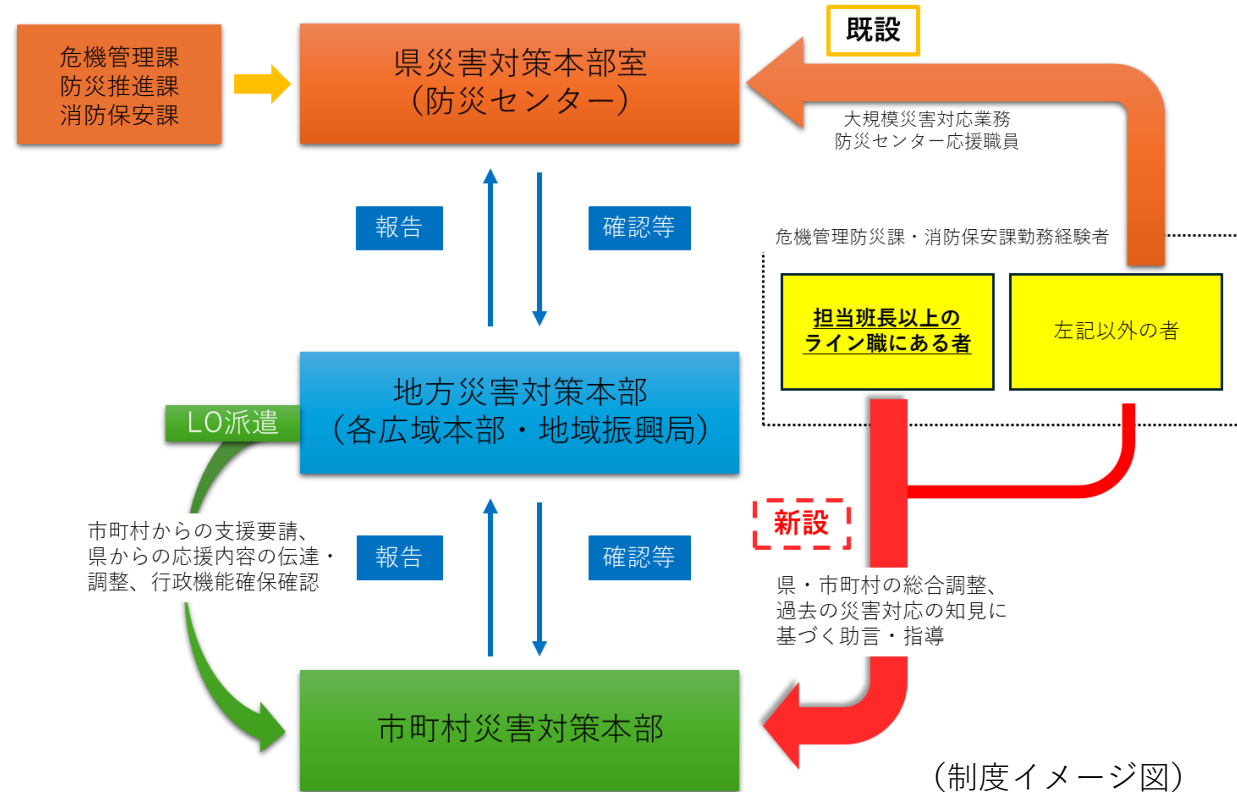 危機管理課
防災推進課
消防保安課
県災害対策本部室
（防災センター）
既設
大規模災害対応業務
防災センター応援職員
報告
確認等
危機管理防災課・消防保安課勤務経験者
担当班長以上の
ライン職にある者
左記以外の者
地方災害対策本部
（各広域本部・地域振興局）
LO派遣
市町村からの支援要請、
県からの応援内容の伝達・
調整、行政機能確保確認
報告
確認等
新設
県・市町村の総合調整、
過去の災害対応の知見に
基づく助言・指導
市町村災害対策本部
（制度イメージ図）